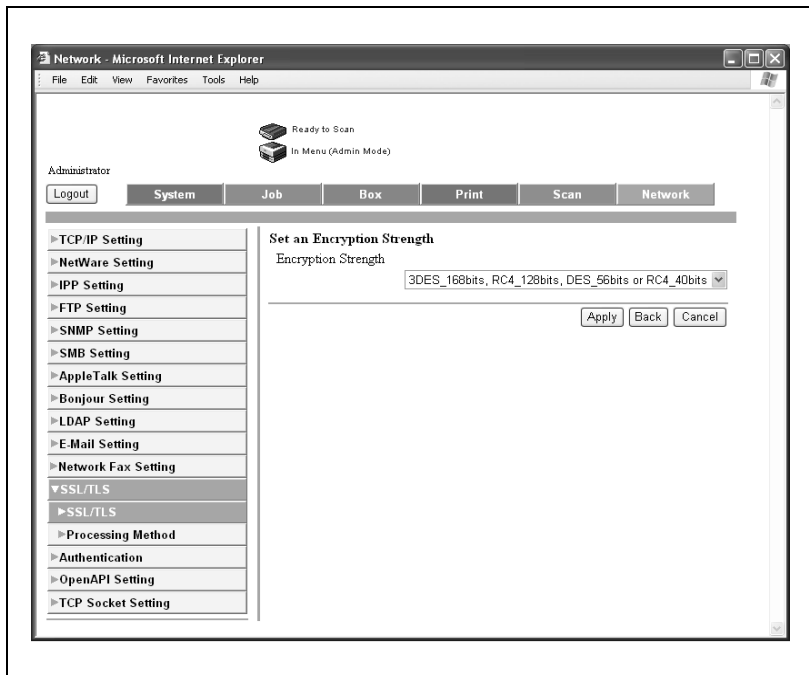 Network - Microsoft Internet Explorer
File Edit View Favorites Tools Help
Ready to Scan
In Menu (Admin Mode)
Administrator
Logout System Job Box Print Scan Network
TCP/IP Setting
NetWare Setting
IPP Setting
FTP Setting
SNMP Setting
SMB Setting
AppleTalk Setting
Bonjour Setting
LDAP Setting
E-Mail Setting
Network Fax Setting
SSL/TLS
SSL/TLS
Processing Method
Authentication
OpenAPI Setting
TCP Socket Setting
Set an Encryption Strength
Encryption Strength
3DES_168bits, RC4_128bits, DES_56bits or RC4_40bits
Apply Back Cancel